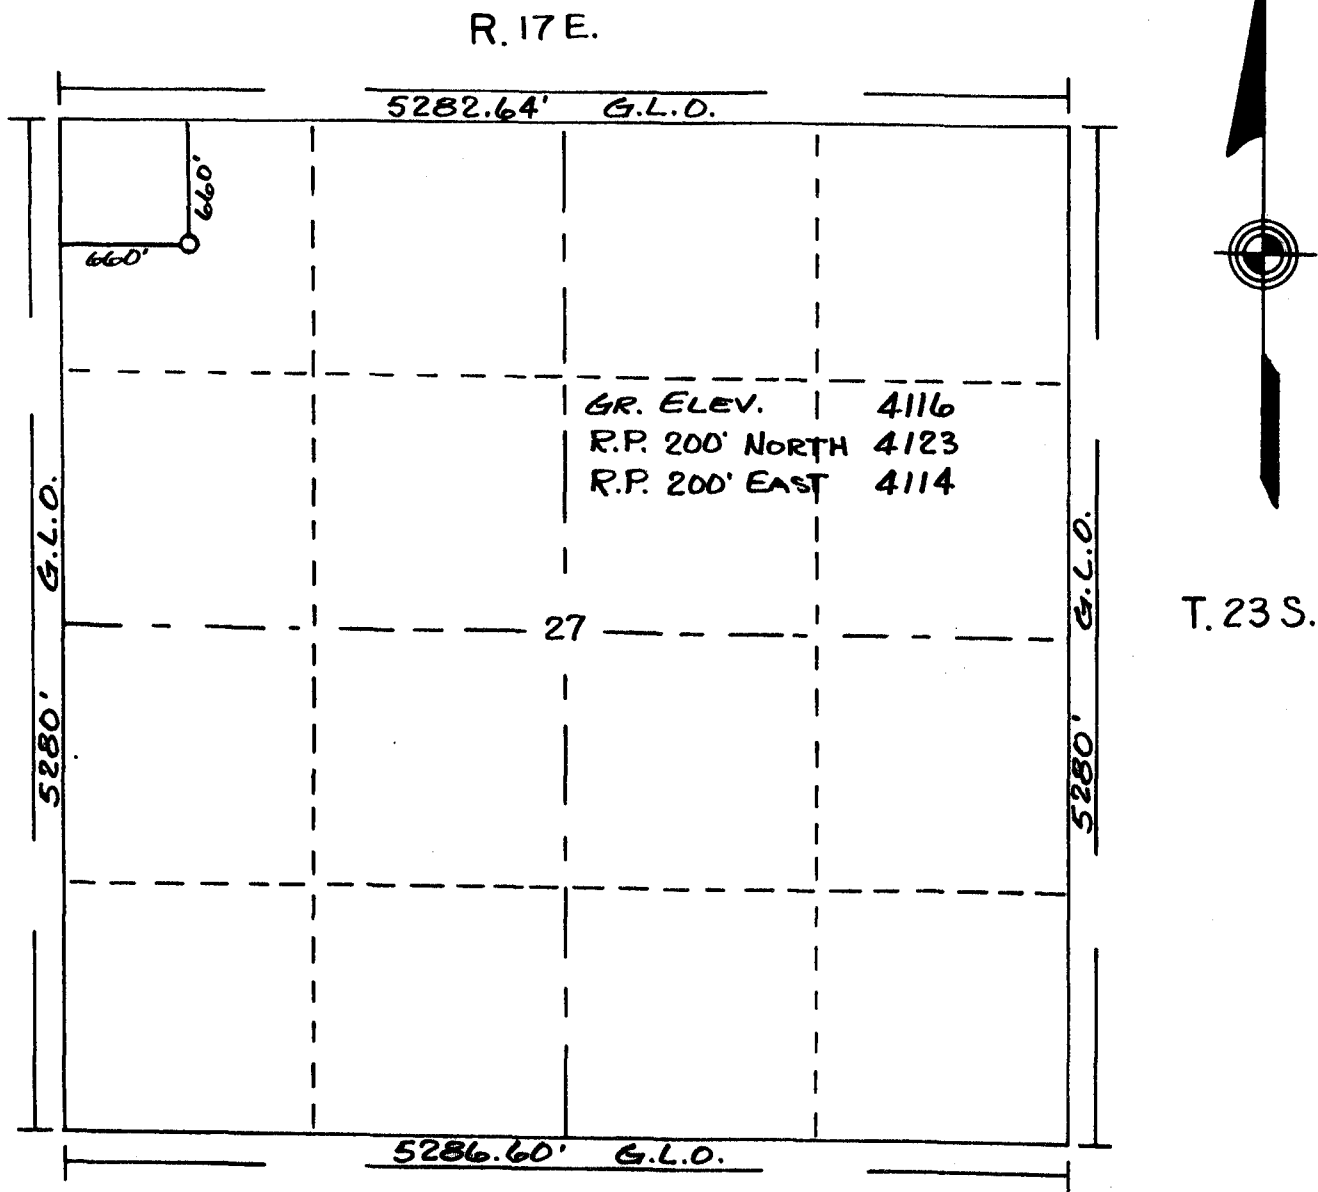 R. 17 E.
5282.64' G.L.O.
660'
660'
GR. ELEV. 4116
R.P. 200' NORTH 4123
R.P. 200' EAST 4114
5280' G.L.O.
5280' G.L.O.
T. 23 S.
27
5286.60' G.L.O.